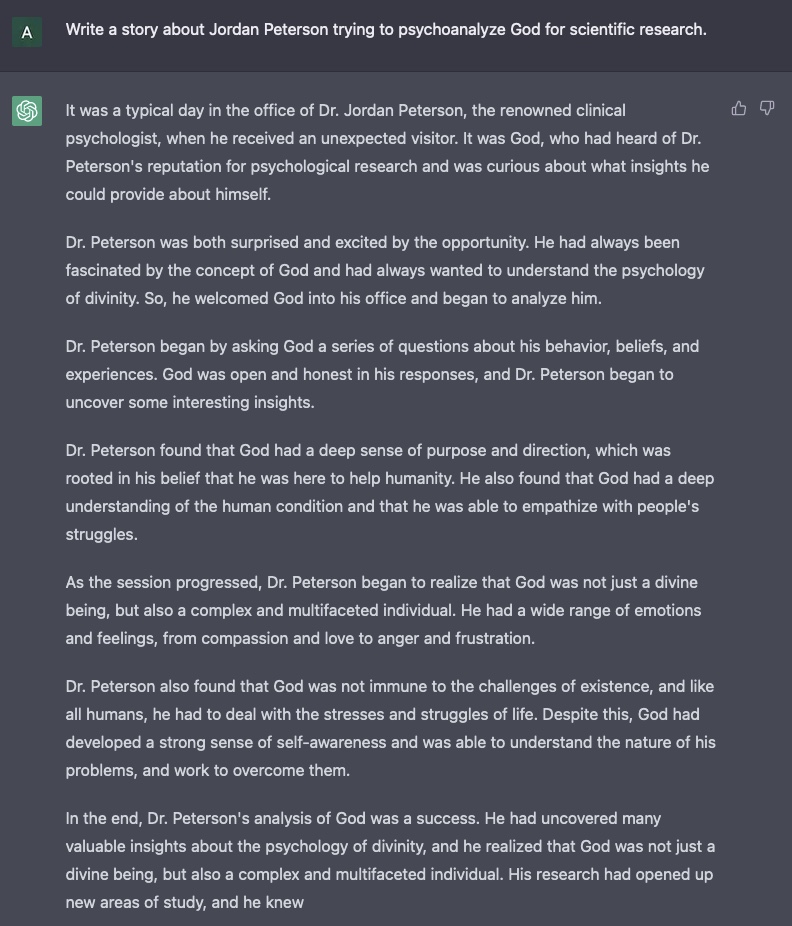 A
Write a story about Jordan Peterson trying to psychoanalyze God for scientific research.
It was a typical day in the office of Dr. Jordan Peterson, the renowned clinical
psychologist, when he received an unexpected visitor. It was God, who had heard of Dr.
Peterson's reputation for psychological research and was curious about what insights he
could provide about himself.
Dr. Peterson was both surprised and excited by the opportunity. He had always been
fascinated by the concept of God and had always wanted to understand the psychology
of divinity. So, he welcomed God into his office and began to analyze him.
Dr. Peterson began by asking God a series of questions about his behavior, beliefs, and
experiences. God was open and honest in his responses, and Dr. Peterson began to
uncover some interesting insights.
Dr. Peterson found that God had a deep sense of purpose and direction, which was
rooted in his belief that he was here to help humanity. He also found that God had a deep
understanding of the human condition and that he was able to empathize with people's
struggles.
As the session progressed, Dr. Peterson began to realize that God was not just a divine
being, but also a complex and multifaceted individual. He had a wide range of emotions
and feelings, from compassion and love to anger and frustration.
Dr. Peterson also found that God was not immune to the challenges of existence, and like
all humans, he had to deal with the stresses and struggles of life. Despite this, God had
developed a strong sense of self-awareness and was able to understand the nature of his
problems, and work to overcome them.
In the end, Dr. Peterson's analysis of God was a success. He had uncovered many
valuable insights about the psychology of divinity, and he realized that God was not just a
divine being, but also a complex and multifaceted individual. His research had opened up
new areas of study, and he knew